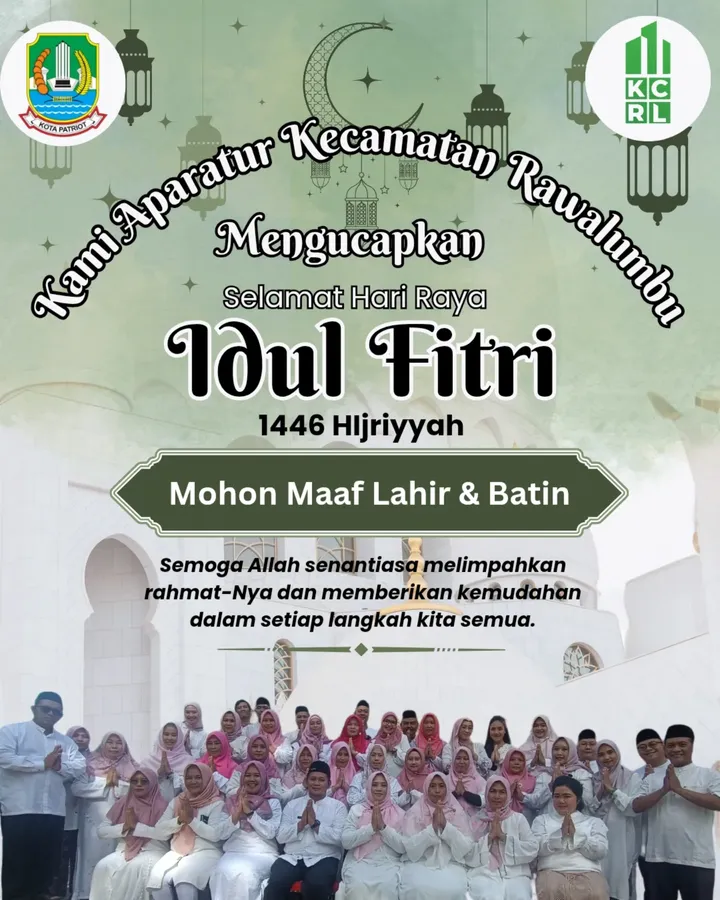 KOTA PATRIOT
KC
RL
Kami Aparatur Kecamatan Rawalumbu
Mengucapkan
Selamat Hari Raya
Idul Fitri
1446 HIjriyyah
Mohon Maaf Lahir & Batin
Semoga Allah senantiasa melimpahkan
rahmat-Nya dan memberikan kemudahan
dalam setiap langkah kita semua.